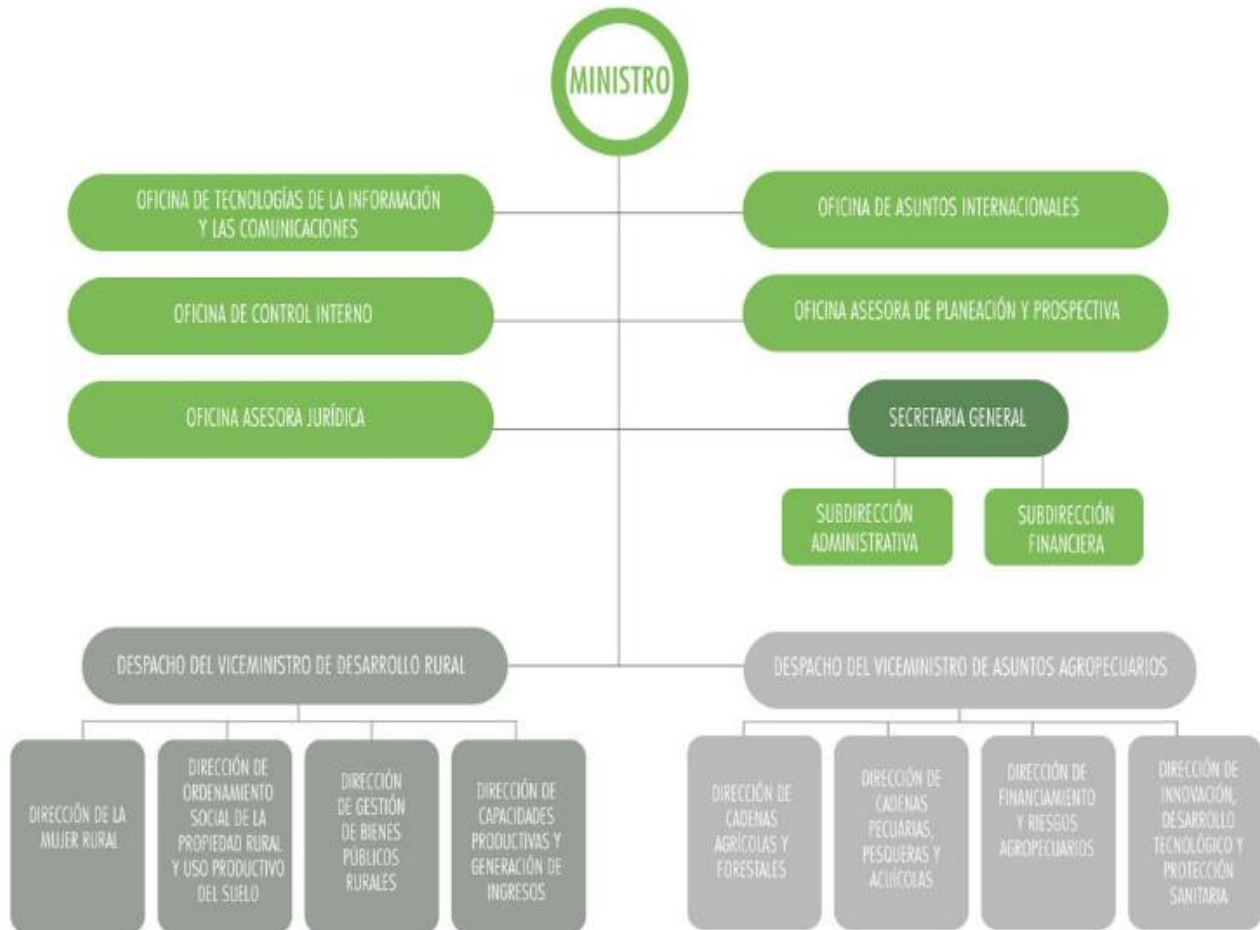 MINISTRO
OFICINA DE TECNOLOGÍAS DE LA INFORMACIÓN
Y LAS COMUNICACIONES
OFICINA DE ASUNTOS INTERNACIONALES
OFICINA DE CONTROL INTERNO
OFICINA ASESORA DE PLANEACIÓN Y PROSPECTIVA
OFICINA ASESORA JURÍDICA
SECRETARIA GENERAL
SUBDIRECCIÓN
ADMINISTRATIVA
SUBDIRECCIÓN
FINANCIERA
DESPACHO DEL VICEMINISTRO DE DESARROLLO RURAL
DESPACHO DEL VICEMINISTRO DE ASUNTOS AGROPECUARIOS
DIRECCIÓN DE LA
MUJER RURAL
DIRECCIÓN DE
ORDENAMIENTO
SOCIAL DE LA
PROPIEDAD RURAL
Y USO PRODUCTIVO
DEL SUELO
DIRECCIÓN
DE GESTIÓN
DE BIENES
PÚBLICOS
RURALES
DIRECCIÓN DE
CAPACIDADES
PRODUCTIVAS Y
GENERACIÓN DE
INGRESOS
DIRECCIÓN DE
CADENAS
AGRÍCOLAS Y
FORESTALES
DIRECCIÓN DE
CADENAS
PECUARIAS,
PESQUERAS Y
ACUÍCOLAS
DIRECCIÓN DE
FINANCIAMIENTO
Y RIESGOS
AGROPECUARIOS
DIRECCIÓN DE
INNOVACIÓN,
DESARROLLO
TECNOLÓGICO Y
PROTECCIÓN
SANITARIA